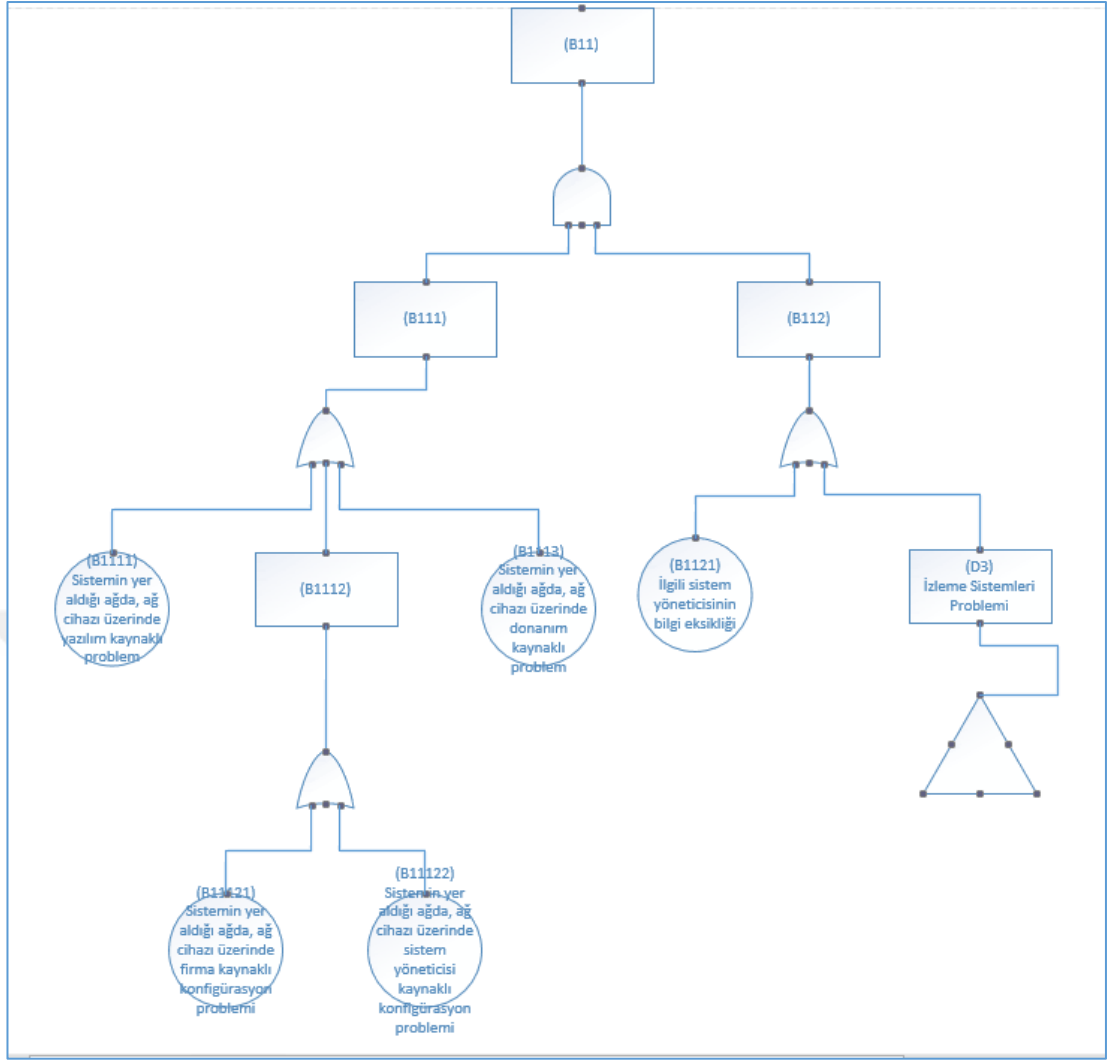 (B11)
(B111)
(B112)
(B1111)
Sistemin yer
aldığı ağda, ağ
cihazı üzerinde
yazılım kaynaklı
problem
(B1112)
(B1113)
Sistemin yer
aldığı ağda, ağ
cihazı üzerinde
donanım
kaynaklı
problem
(B1121)
İlgili sistem
yöneticisinin
bilgi eksikliği
(D3)
İzleme Sistemleri
Problemi
(B11121)
Sistemin yer
aldığı ağda, ağ
cihazı üzerinde
firma kaynaklı
konfigürasyon
problemi
(B11122)
Sistemin yer
aldığı ağda, ağ
cihazı üzerinde
sistem
yöneticisi
kaynaklı
konfigürasyon
problemi